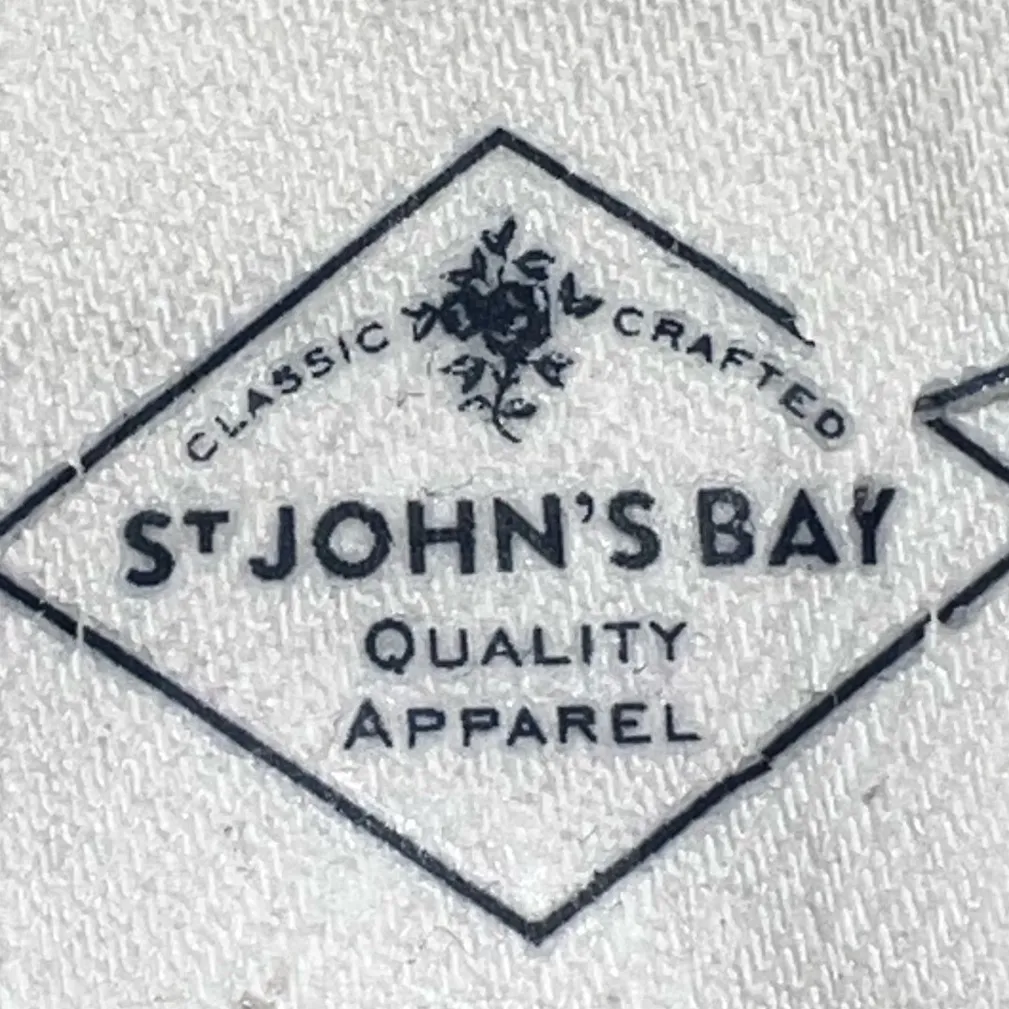 CLASSIC CRAFTED
ST JOHN'S BAY
QUALITY
APPAREL